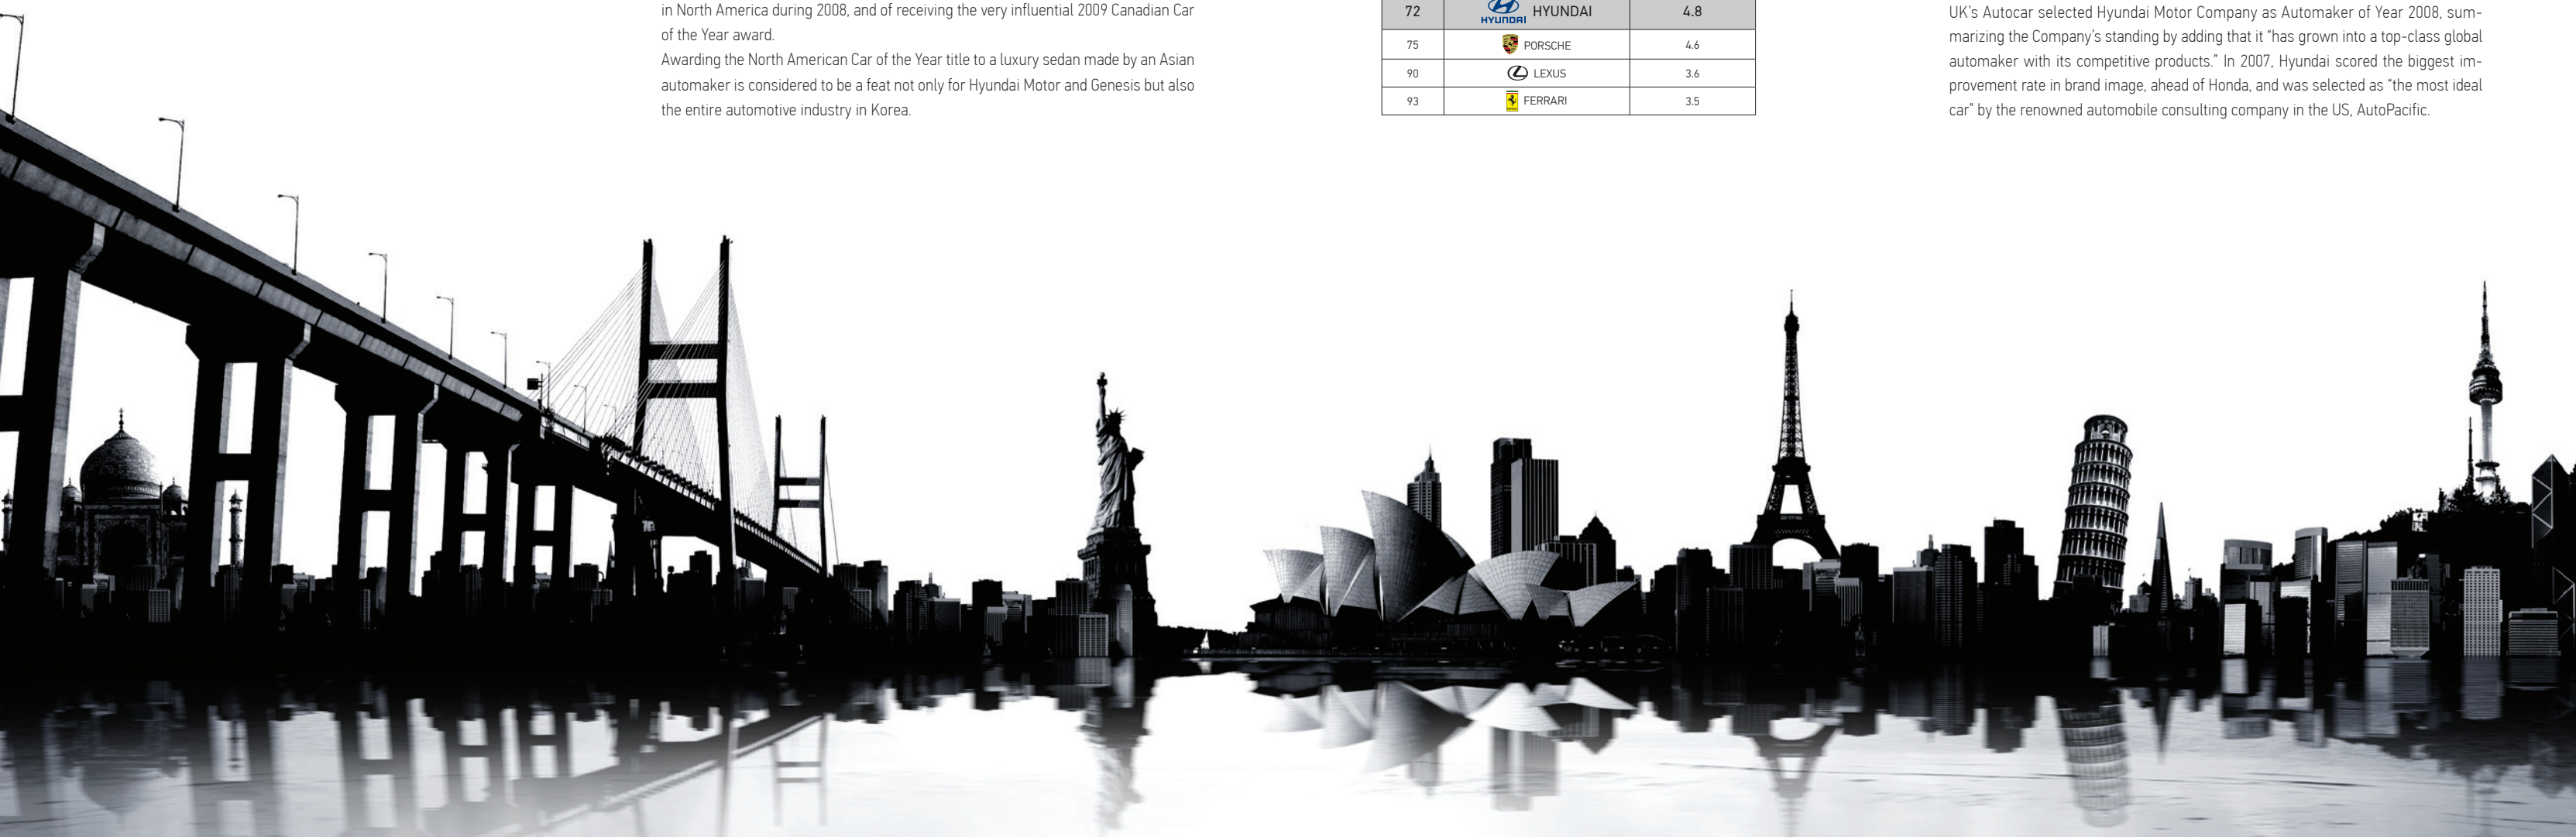 in North America during 2008, and of receiving the very influential 2009 Canadian Car
of the Year award.
Awarding the North American Car of the Year title to a luxury sedan made by an Asian
automaker is considered to be a feat not only for Hyundai Motor and Genesis but also
the entire automotive industry in Korea.
72 HYUNDAI HYUNDAI 4.8
75 PORSCHE 4.6
90 LEXUS 3.6
93 FERRARI 3.5
UK's Autocar selected Hyundai Motor Company as Automaker of Year 2008, sum-
marizing the Company's standing by adding that it “has grown into a top-class global
automaker with its competitive products.” In 2007, Hyundai scored the biggest im-
provement rate in brand image, ahead of Honda, and was selected as “the most ideal
car” by the renowned automobile consulting company in the US, AutoPacific.